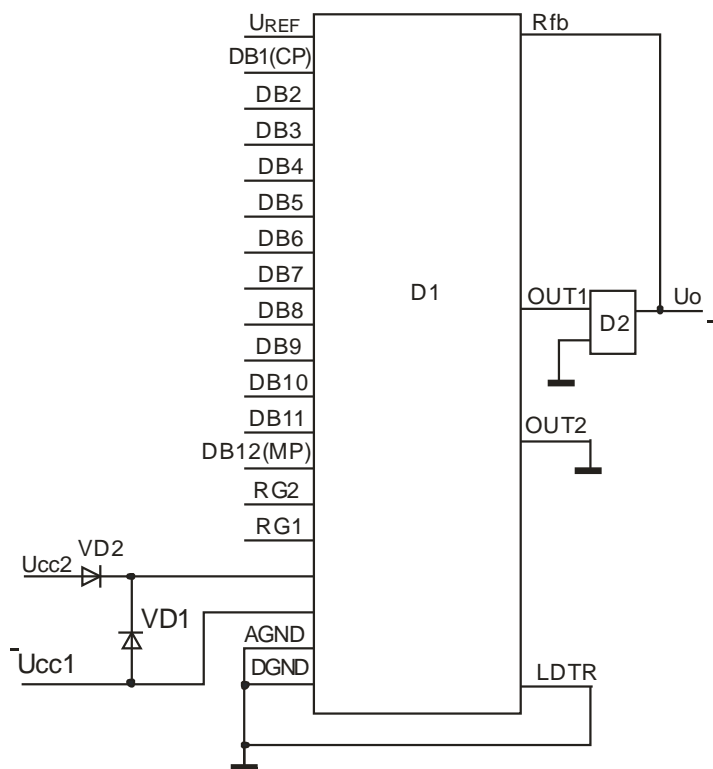 UREF
Rfb
DB1(CP)
DB2
DB3
DB4
DB5
DB6
DB7
D1
DB8
OUT1
D2
Uo
DB9
DB10
DB11
OUT2
DB12(MP)
RG2
RG1
VD2
Ucc2
VD1
AGND
Ucc1
DGND
LDTR